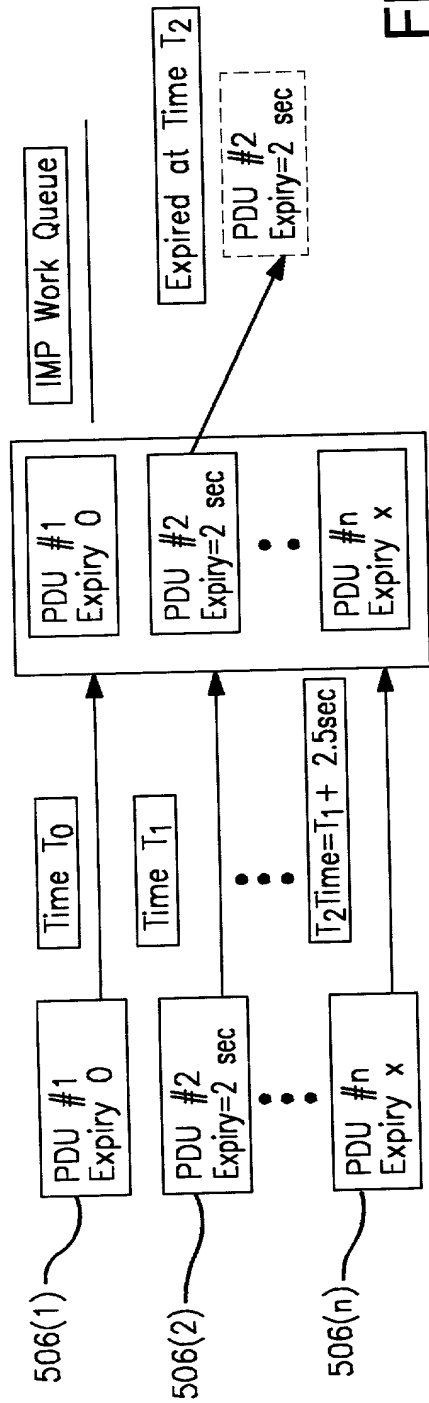 506(1)
PDU #1
Expiry 0
Time T0
PDU #1
Expiry 0
IMP Work Queue
506(2)
PDU #2
Expiry=2 sec
Time T1
PDU #2
Expiry=2 sec
Expired at Time T2
PDU #2
Expiry=2 sec
506(n)
PDU #n
Expiry x
T2Time=T1+ 2.5sec
PDU #n
Expiry x